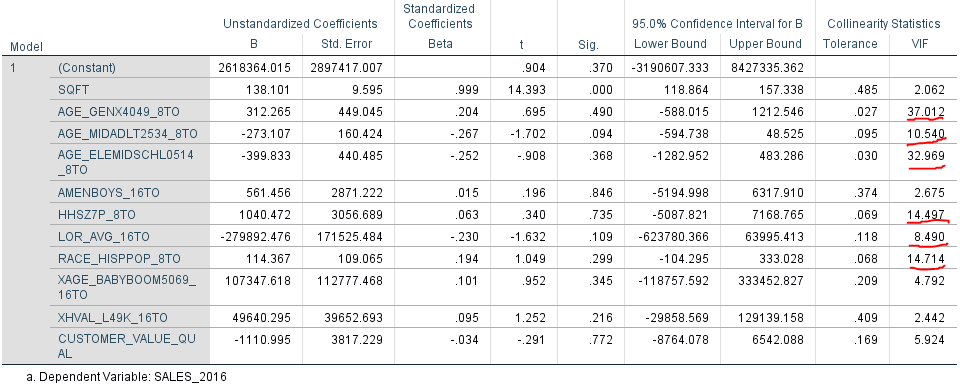 Unstandardized Coefficients Standardized Coefficients 95.0% Confidence Interval for B Collinearity Statistics
Model B Std. Error Beta t Sig. Lower Bound Upper Bound Tolerance VIF
1 (Constant) 2618364.015 2897417.007 .904 .370 -3190607.333 8427335.362
SQFT 138.101 9.595 .999 14.393 .000 118.864 157.338 .485 2.062
AGE_GENX4049_8TO 312.265 449.045 .204 .695 .490 -588.015 1212.546 .027 37.012
AGE_MIDADLT2534_8TO -273.107 160.424 -.267 -1.702 .094 -594.738 48.525 .095 10.540
AGE_ELEMIDSCHL0514_8TO -399.833 440.485 -.252 -.908 .368 -1282.952 483.286 .030 32.969
AMENBOYS_16TO 561.456 2871.222 .015 .196 .846 -5194.998 6317.910 .374 2.675
HHSZ7P_8TO 1040.472 3056.689 .063 .340 .735 -5087.821 7168.765 .069 14.497
LOR_AVG_16TO -279892.476 171525.484 -.230 -1.632 .109 -623780.366 63995.413 .118 8.490
RACE_HISPPOP_8TO 114.367 109.065 .194 1.049 .299 -104.295 333.028 .068 14.714
XAGE_BABYBOOM5069_16TO 107347.618 112777.468 .101 .952 .345 -118757.592 333452.827 .209 4.792
XHVAL_L49K_16TO 49640.295 39652.693 .095 1.252 .216 -29858.569 129139.158 .409 2.442
CUSTOMER_VALUE_QUAL -1110.995 3817.229 -.034 -.291 .772 -8764.078 6542.088 .169 5.924
a. Dependent Variable: SALES_2016